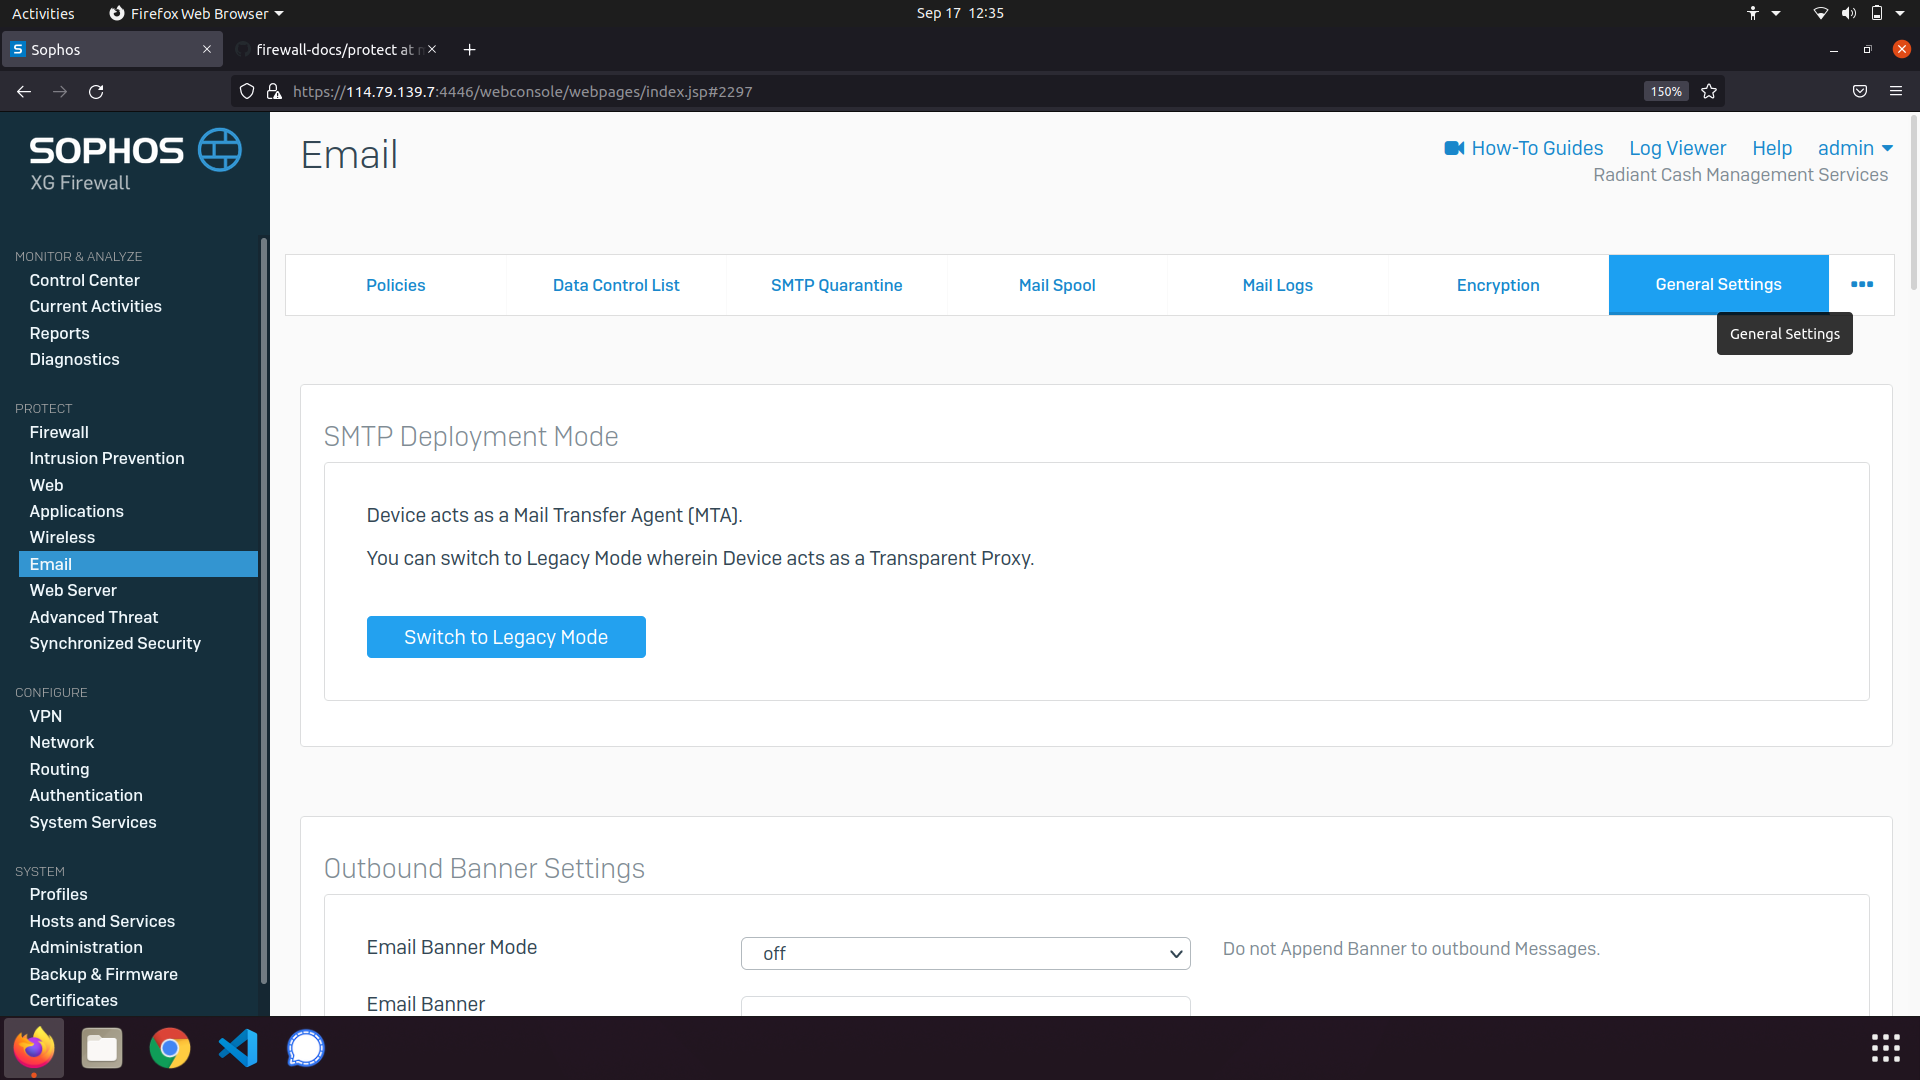 Activities
Firefox Web Browser
Sep 17 12:35
Sophos
firewall-docs/protect at
https://114.79.139.7:4446/webconsole/webpages/index.jsp#2297
150%
SOPHOS
XG Firewall
Email
How-To Guides
Log Viewer
Help
admin
Radiant Cash Management Services
MONITOR & ANALYZE
Control Center
Current Activities
Reports
Diagnostics
PROTECT
Firewall
Intrusion Prevention
Web
Applications
Wireless
Email
Web Server
Advanced Threat
Synchronized Security
CONFIGURE
VPN
Network
Routing
Authentication
System Services
SYSTEM
Profiles
Hosts and Services
Administration
Backup & Firmware
Certificates
Policies
Data Control List
SMTP Quarantine
Mail Spool
Mail Logs
Encryption
General Settings
General Settings
SMTP Deployment Mode
Device acts as a Mail Transfer Agent (MTA).
You can switch to Legacy Mode wherein Device acts as a Transparent Proxy.
Switch to Legacy Mode
Outbound Banner Settings
Email Banner Mode
off
Do not Append Banner to outbound Messages.
Email Banner